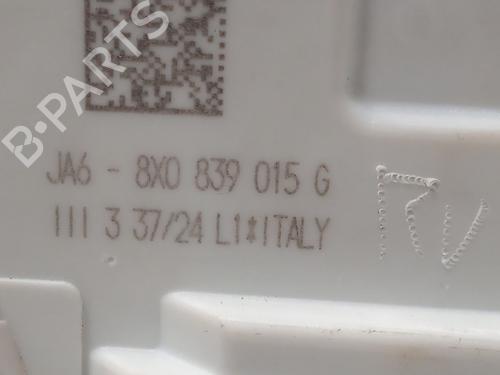 B-PARTS
JA6 - 8X0 839 015 G
III 3 37/24 L1*ITALY
RV